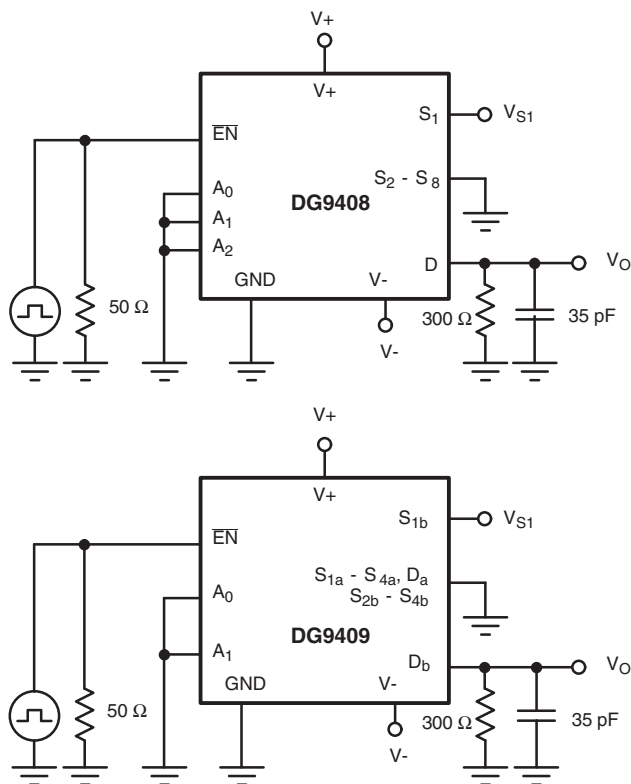 V+
V+
EN
S1
VS1
A0
S2 - S8
A1
DG9408
A2
D
VO
GND
V-
50 Ω
300 Ω
35 pF
V-
V+
V+
EN
S1b
VS1
A0
S1a - S4a, Da
S2b - S4b
DG9409
A1
Db
VO
GND
V-
50 Ω
300 Ω
35 pF
V-